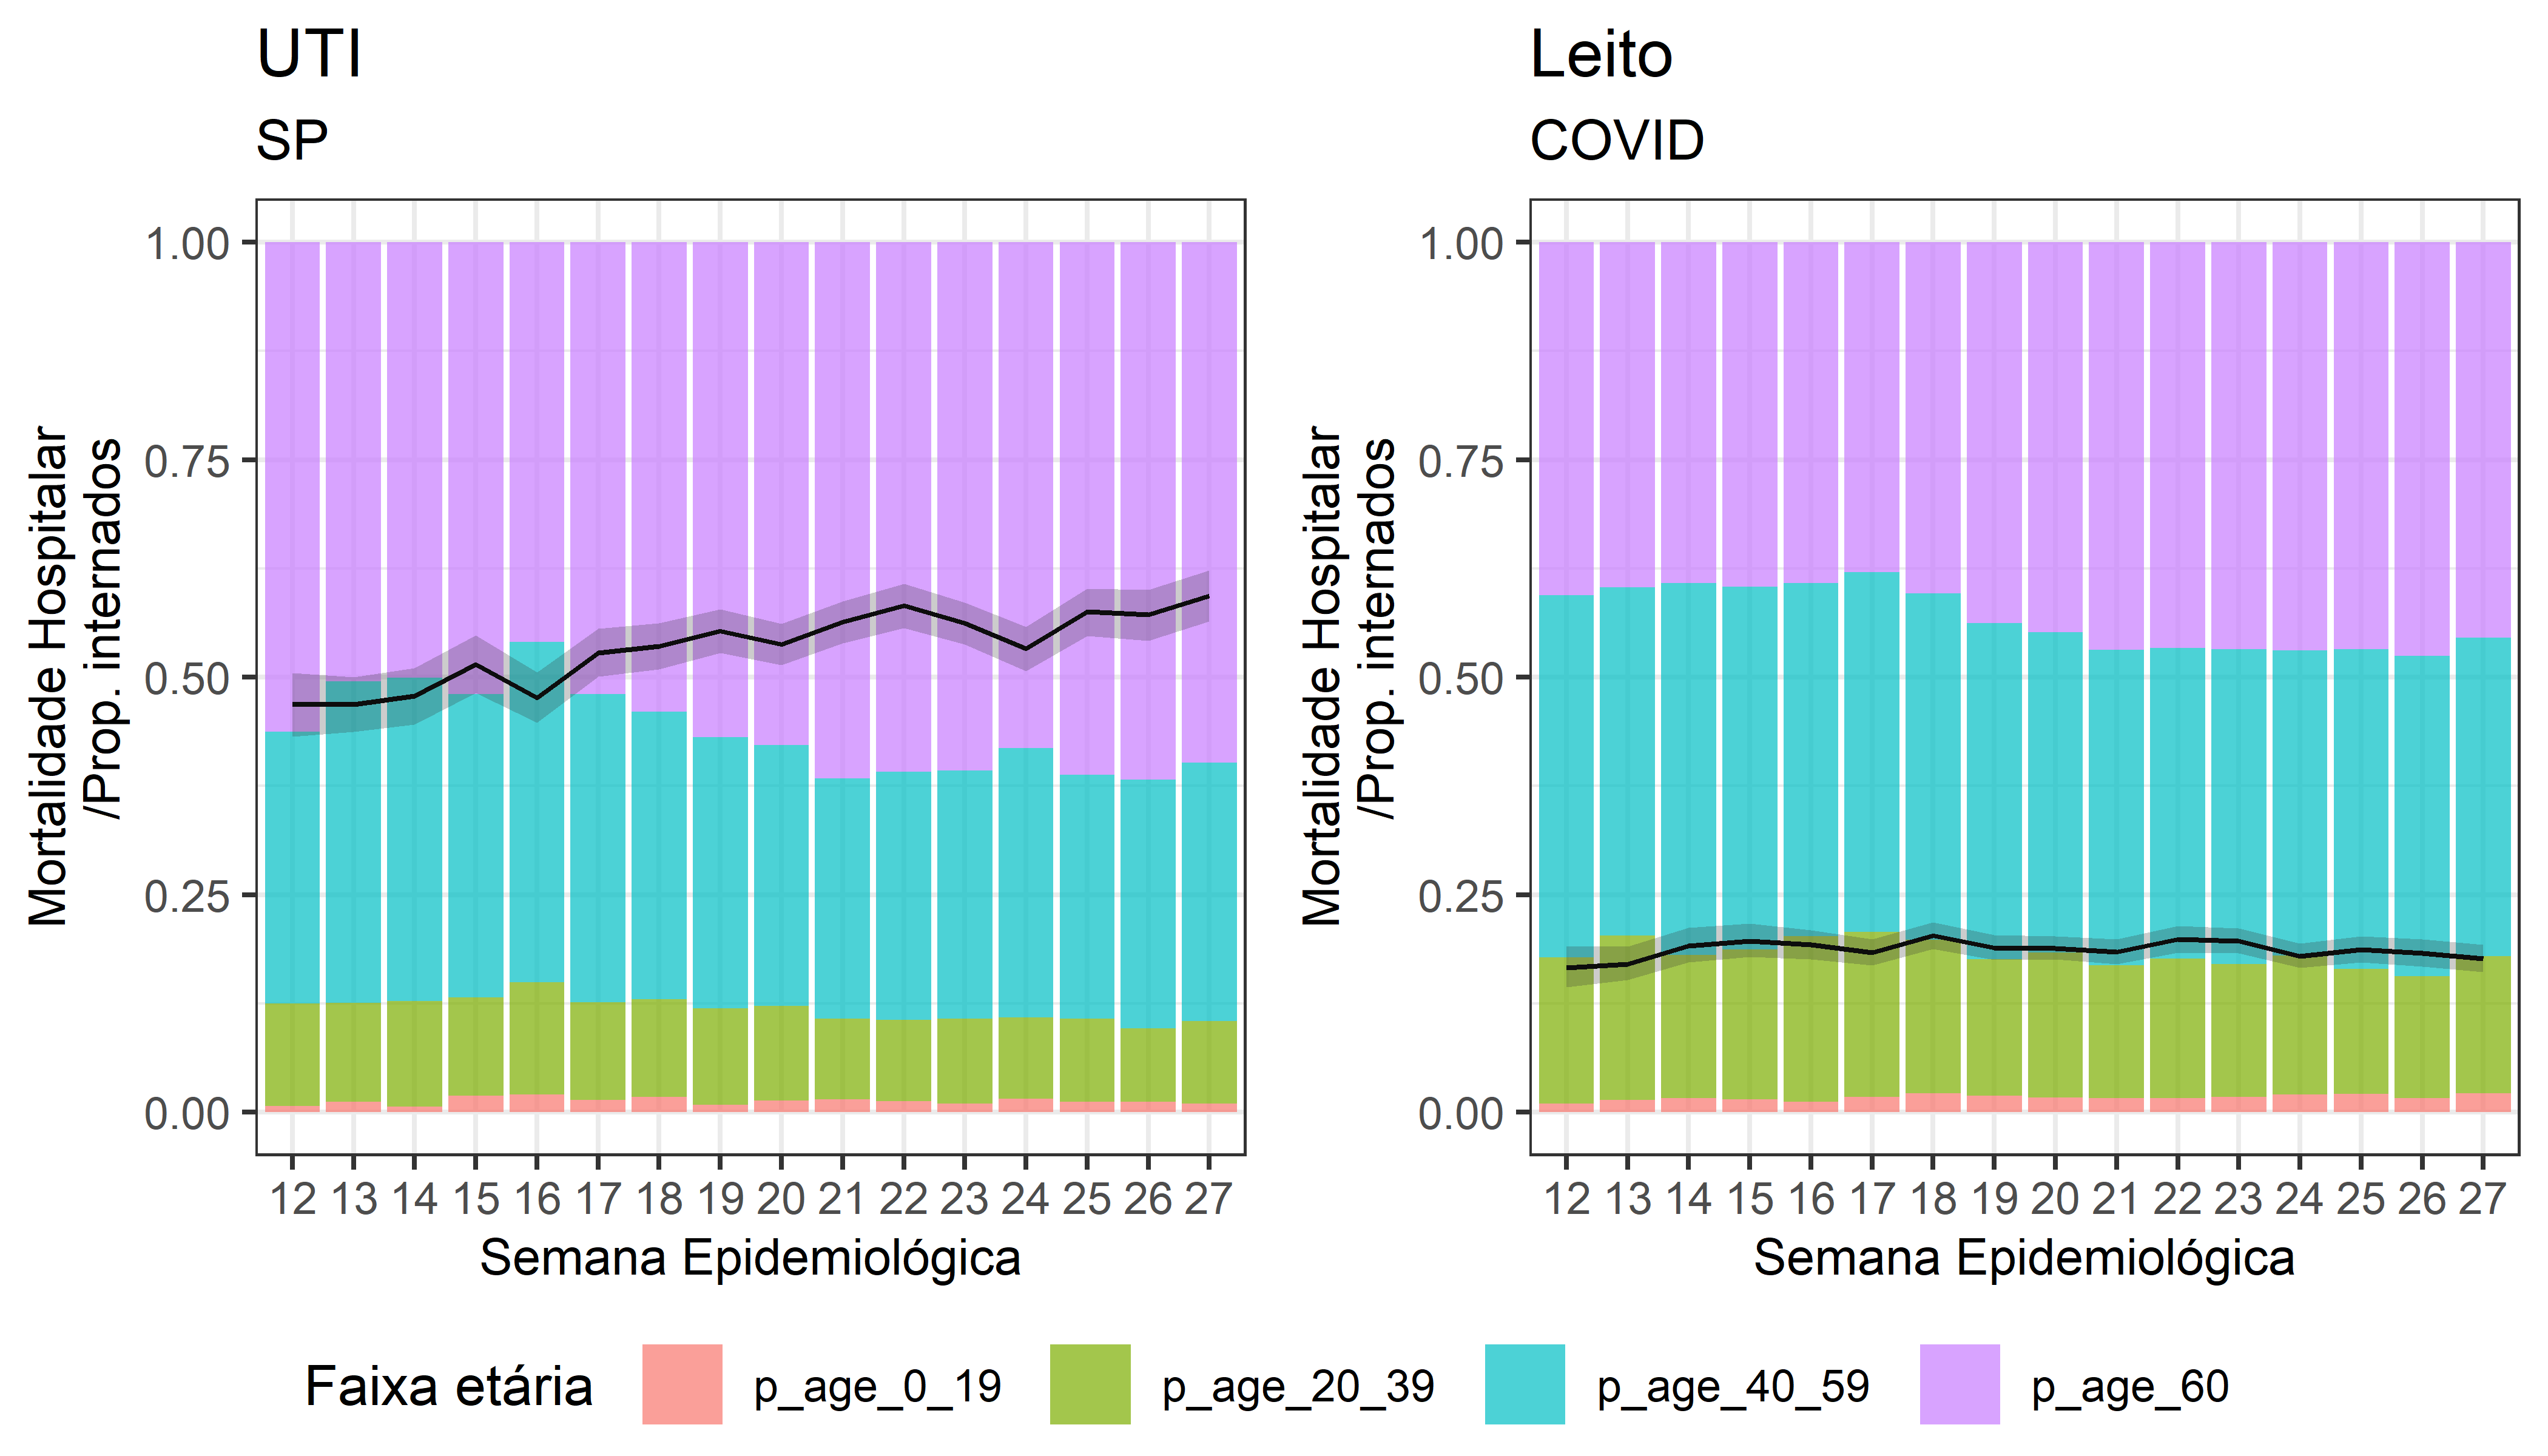 UTI
SP
Mortalidade Hospitalar
/Prop. internados
1.00
0.75
0.50
0.25
0.00
12 13 14 15 16 17 18 19 20 21 22 23 24 25 26 27
Semana Epidemiológica
Leito
COVID
Mortalidade Hospitalar
/Prop. internados
1.00
0.75
0.50
0.25
0.00
12 13 14 15 16 17 18 19 20 21 22 23 24 25 26 27
Semana Epidemiológica
Faixa etária p_age_0_19 p_age_20_39 p_age_40_59 p_age_60